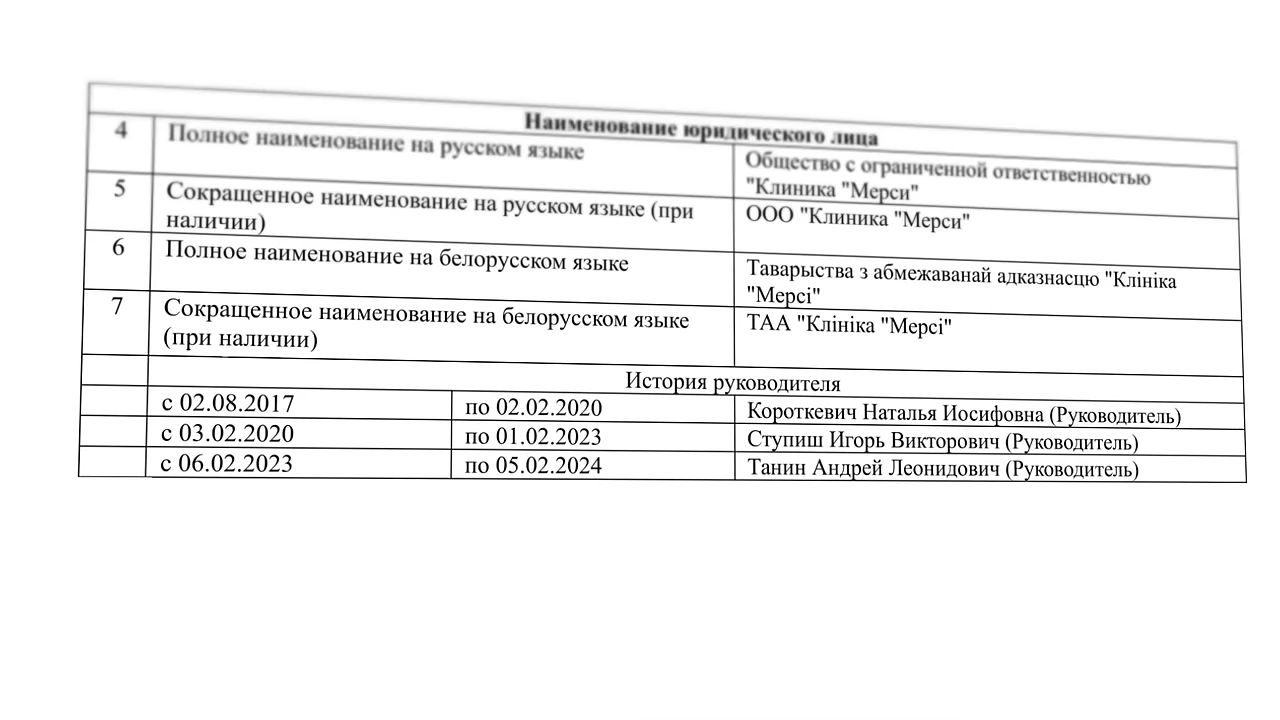 Наименование юридического лица
4 Полное наименование на русском языке
Общество с ограниченной ответственностью
"Клиника "Мерси"
5 Сокращенное наименование на русском языке (при
наличии)
ООО "Клиника "Мерси"
6 Полное наименование на белорусском языке
Таварыства з абмежаванай адказнасцю "Клініка
"Мерсі"
7 Сокращенное наименование на белорусском языке
(при наличии)
ТАА "Клініка "Мерсі"
История руководителя
с 02.08.2017 по 02.02.2020 Короткевич Наталья Иосифовна (Руководитель)
с 03.02.2020 по 01.02.2023 Ступиш Игорь Викторович (Руководитель)
с 06.02.2023 по 05.02.2024 Танин Андрей Леонидович (Руководитель)